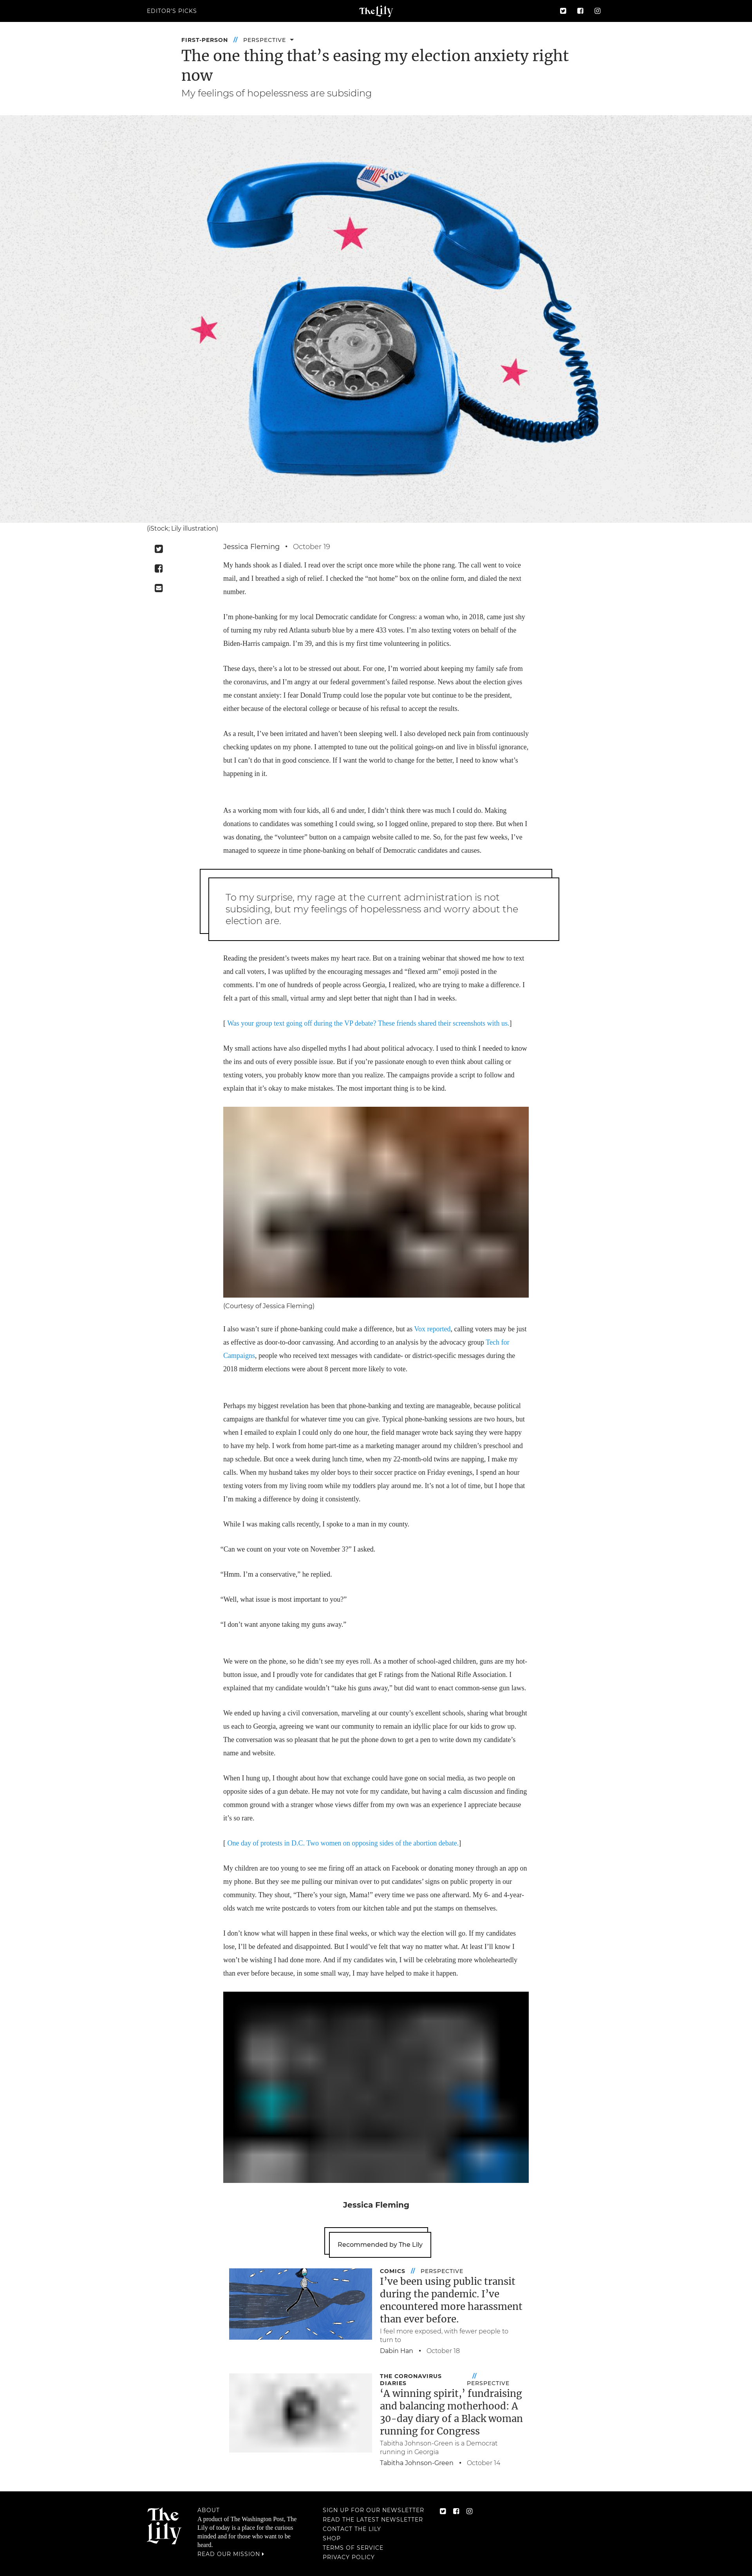 EDITOR'S PICKS
The Lily
FIRST-PERSON // PERSPECTIVE
The one thing that’s easing my election anxiety right
now
My feelings of hopelessness are subsiding
Vote
(iStock; Lily illustration)
Jessica Fleming • October 19
My hands shook as I dialed. I read over the script once more while the phone rang. The call went to voice
mail, and I breathed a sigh of relief. I checked the “not home” box on the online form, and dialed the next
number.
I’m phone-banking for my local Democratic candidate for Congress: a woman who, in 2018, came just shy
of turning my ruby red Atlanta suburb blue by a mere 433 votes. I’m also texting voters on behalf of the
Biden-Harris campaign. I’m 39, and this is my first time volunteering in politics.
These days, there’s a lot to be stressed out about. For one, I’m worried about keeping my family safe from
the coronavirus, and I’m angry at our federal government’s failed response. News about the election gives
me constant anxiety: I fear Donald Trump could lose the popular vote but continue to be the president,
either because of the electoral college or because of his refusal to accept the results.
As a result, I’ve been irritated and haven’t been sleeping well. I also developed neck pain from continuously
checking updates on my phone. I attempted to tune out the political goings-on and live in blissful ignorance,
but I can’t do that in good conscience. If I want the world to change for the better, I need to know what’s
happening in it.
As a working mom with four kids, all 6 and under, I didn’t think there was much I could do. Making
donations to candidates was something I could swing, so I logged online, prepared to stop there. But when I
was donating, the “volunteer” button on a campaign website called to me. So, for the past few weeks, I’ve
managed to squeeze in time phone-banking on behalf of Democratic candidates and causes.
To my surprise, my rage at the current administration is not
subsiding, but my feelings of hopelessness and worry about the
election are.
Reading the president’s tweets makes my heart race. But on a training webinar that showed me how to text
and call voters, I was uplifted by the encouraging messages and “flexed arm” emoji posted in the
comments. I’m one of hundreds of people across Georgia, I realized, who are trying to make a difference. I
felt a part of this small, virtual army and slept better that night than I had in weeks.
[ Was your group text going off during the VP debate? These friends shared their screenshots with us.]
My small actions have also dispelled myths I had about political advocacy. I used to think I needed to know
the ins and outs of every possible issue. But if you’re passionate enough to even think about calling or
texting voters, you probably know more than you realize. The campaigns provide a script to follow and
explain that it’s okay to make mistakes. The most important thing is to be kind.
(Courtesy of Jessica Fleming)
I also wasn’t sure if phone-banking could make a difference, but as Vox reported, calling voters may be just
as effective as door-to-door canvassing. And according to an analysis by the advocacy group Tech for
Campaigns, people who received text messages with candidate- or district-specific messages during the
2018 midterm elections were about 8 percent more likely to vote.
Perhaps my biggest revelation has been that phone-banking and texting are manageable, because political
campaigns are thankful for whatever time you can give. Typical phone-banking sessions are two hours, but
when I emailed to explain I could only do one hour, the field manager wrote back saying they were happy
to have my help. I work from home part-time as a marketing manager around my children’s preschool and
nap schedule. But once a week during lunch time, when my 22-month-old twins are napping, I make my
calls. When my husband takes my older boys to their soccer practice on Friday evenings, I spend an hour
texting voters from my living room while my toddlers play around me. It’s not a lot of time, but I hope that
I’m making a difference by doing it consistently.
While I was making calls recently, I spoke to a man in my county.
“Can we count on your vote on November 3?” I asked.
“Hmm. I’m a conservative,” he replied.
“Well, what issue is most important to you?”
“I don’t want anyone taking my guns away.”
We were on the phone, so he didn’t see my eyes roll. As a mother of school-aged children, guns are my hot-
button issue, and I proudly vote for candidates that get F ratings from the National Rifle Association. I
explained that my candidate wouldn’t “take his guns away,” but did want to enact common-sense gun laws.
We ended up having a civil conversation, marveling at our county’s excellent schools, sharing what brought
us each to Georgia, agreeing we want our community to remain an idyllic place for our kids to grow up.
The conversation was so pleasant that he put the phone down to get a pen to write down my candidate’s
name and website.
When I hung up, I thought about how that exchange could have gone on social media, as two people on
opposite sides of a gun debate. He may not vote for my candidate, but having a calm discussion and finding
common ground with a stranger whose views differ from my own was an experience I appreciate because
it’s so rare.
[ One day of protests in D.C. Two women on opposing sides of the abortion debate.]
My children are too young to see me firing off an attack on Facebook or donating money through an app on
my phone. But they see me pulling our minivan over to put candidates’ signs on public property in our
community. They shout, “There’s your sign, Mama!” every time we pass one afterward. My 6- and 4-year-
olds watch me write postcards to voters from our kitchen table and put the stamps on themselves.
I don’t know what will happen in these final weeks, or which way the election will go. If my candidates
lose, I’ll be defeated and disappointed. But I would’ve felt that way no matter what. At least I’ll know I
won’t be wishing I had done more. And if my candidates win, I will be celebrating more wholeheartedly
than ever before because, in some small way, I may have helped to make it happen.
Jessica Fleming
Recommended by The Lily
COMICS // PERSPECTIVE
I’ve been using public transit
during the pandemic. I’ve
encountered more harassment
than ever before.
I feel more exposed, with fewer people to
turn to
Dabin Han • October 18
THE CORONAVIRUS DIARIES // PERSPECTIVE
‘A winning spirit,’ fundraising
and balancing motherhood: A
30-day diary of a Black woman
running for Congress
Tabitha Johnson-Green is a Democrat
running in Georgia
Tabitha Johnson-Green • October 14
The Lily
ABOUT
A product of The Washington Post, The
Lily of today is a place for the curious
minded and for those who want to be
heard.
READ OUR MISSION
SIGN UP FOR OUR NEWSLETTER
READ THE LATEST NEWSLETTER
CONTACT THE LILY
SHOP
TERMS OF SERVICE
PRIVACY POLICY